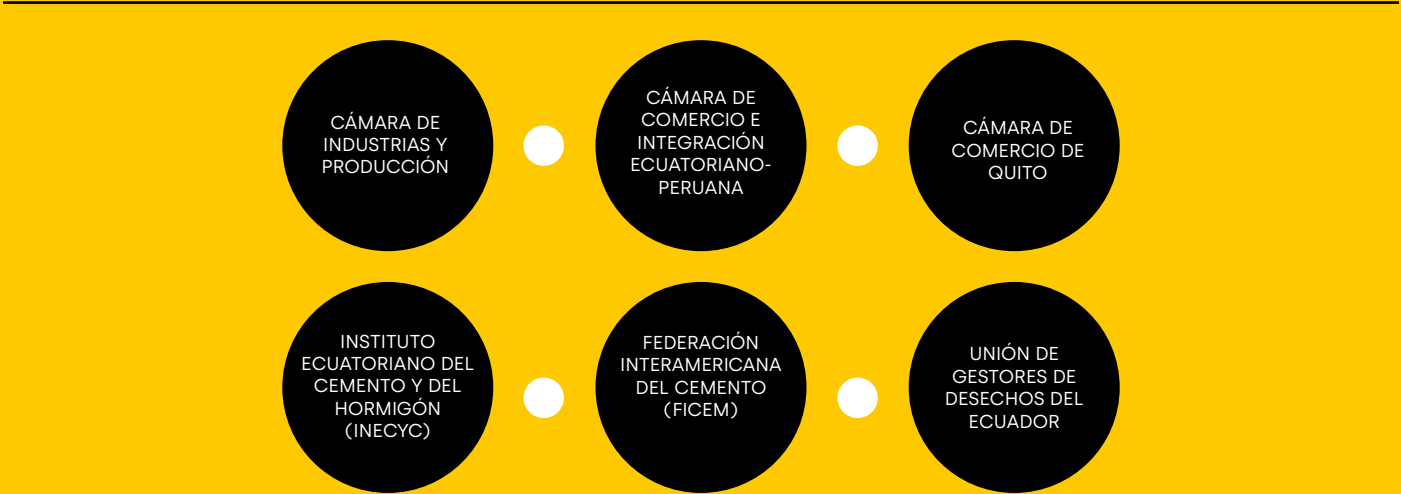 CÁMARA DE
INDUSTRIAS Y
PRODUCCIÓN
CÁMARA DE
COMERCIO E
INTEGRACIÓN
ECUATORIANO-
PERUANA
CÁMARA DE
COMERCIO DE
QUITO
INSTITUTO
ECUATORIANO DEL
CEMENTO Y DEL
HORMIGÓN
(INECYC)
FEDERACIÓN
INTERAMERICANA
DEL CEMENTO
(FICEM)
UNIÓN DE
GESTORES DE
DESECHOS DEL
ECUADOR